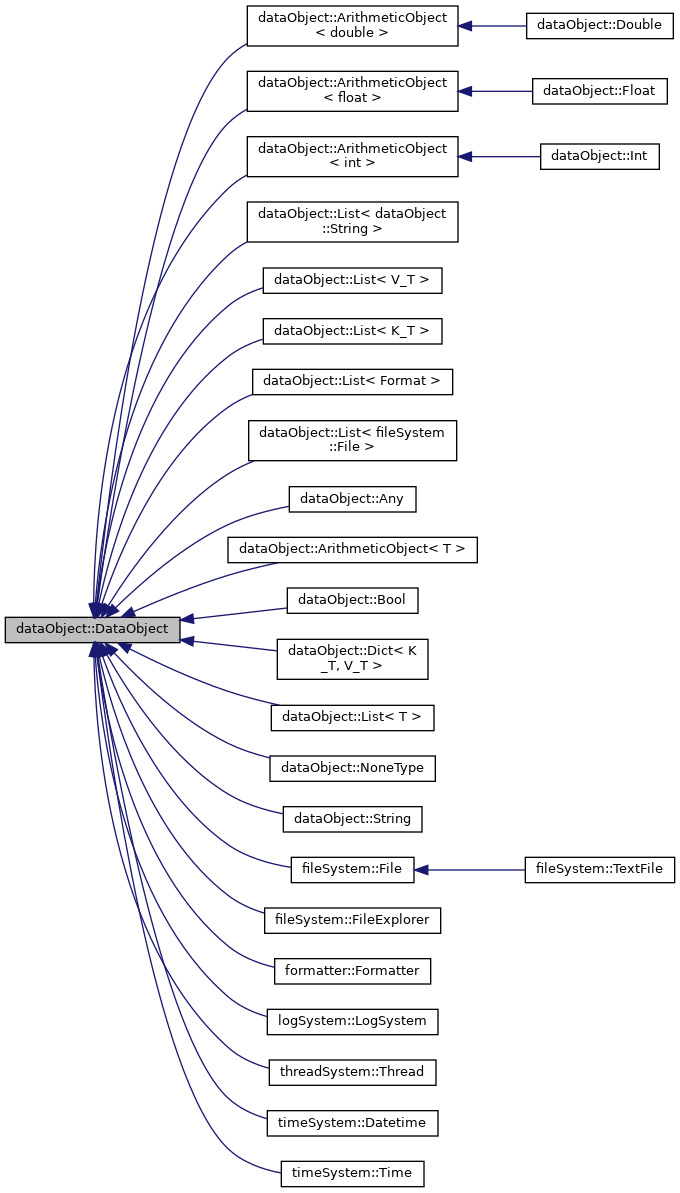 dataObject::ArithmeticObject
< double >
dataObject::Double
dataObject::ArithmeticObject
< float >
dataObject::Float
dataObject::ArithmeticObject
< int >
dataObject::Int
dataObject::List< dataObject
::String >
dataObject::List< V_T >
dataObject::List< K_T >
dataObject::List< Format >
dataObject::List< fileSystem
::File >
dataObject::Any
dataObject::ArithmeticObject< T >
dataObject::Bool
dataObject::DataObject
dataObject::Dict< K
_T, V_T >
dataObject::List< T >
dataObject::NoneType
dataObject::String
fileSystem::File
fileSystem::TextFile
fileSystem::FileExplorer
formatter::Formatter
logSystem::LogSystem
threadSystem::Thread
timeSystem::Datetime
timeSystem::Time